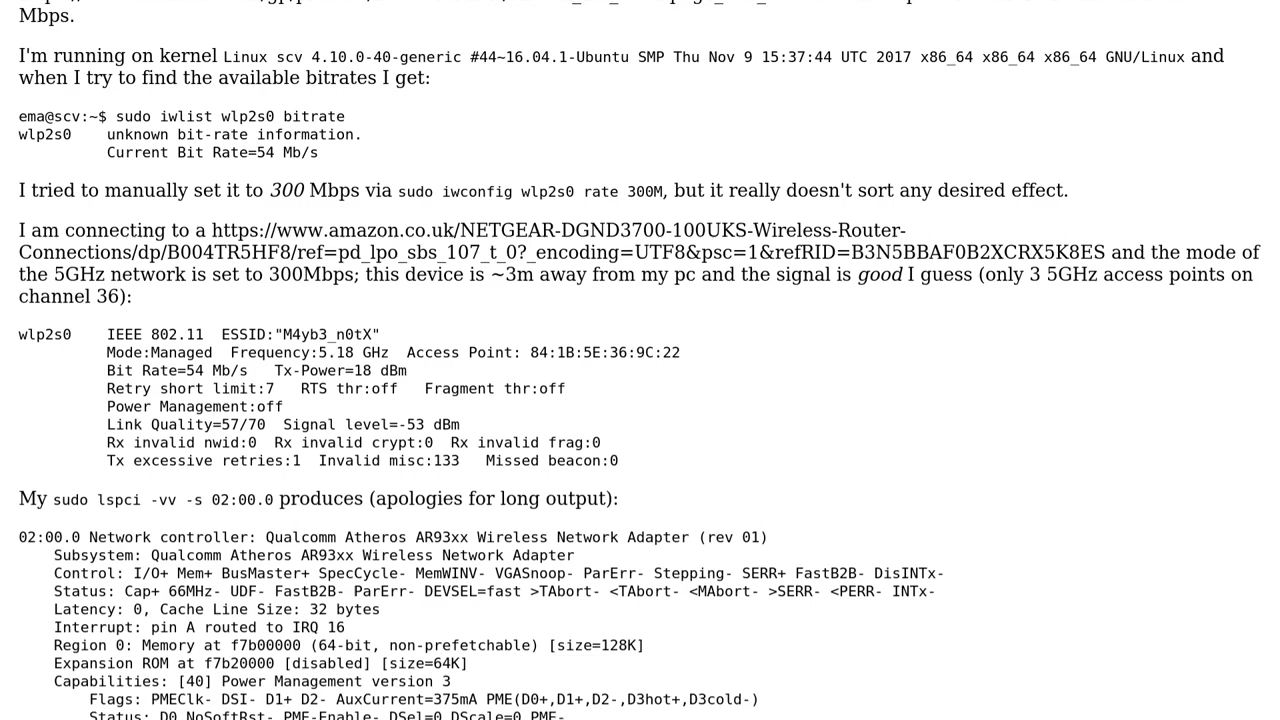 Mbps.
I'm running on kernel Linux scv 4.10.0-40-generic #44~16.04.1-Ubuntu SMP Thu Nov 9 15:37:44 UTC 2017 x86_64 x86_64 x86_64 GNU/Linux and
when I try to find the available bitrates I get:
ema@scv:~$ sudo iwlist wlp2s0 bitrate
wlp2s0    unknown bit-rate information.
          Current Bit Rate=54 Mb/s
I tried to manually set it to 300 Mbps via sudo iwconfig wlp2s0 rate 300M, but it really doesn't sort any desired effect.
I am connecting to a https://www.amazon.co.uk/NETGEAR-DGND3700-100UKS-Wireless-Router-
Connections/dp/B004TR5HF8/ref=pd_lpo_sbs_107_t_0?_encoding=UTF8&psc=1&refRID=B3N5BBAF0B2XCRX5K8ES and the mode of
the 5GHz network is set to 300Mbps; this device is ~3m away from my pc and the signal is good I guess (only 3 5GHz access points on
channel 36):
wlp2s0    IEEE 802.11  ESSID:"M4yb3_n0tX"
          Mode:Managed  Frequency:5.18 GHz  Access Point: 84:1B:5E:36:9C:22
          Bit Rate=54 Mb/s   Tx-Power=18 dBm
          Retry short limit:7   RTS thr:off   Fragment thr:off
          Power Management:off
          Link Quality=57/70  Signal level=-53 dBm
          Rx invalid nwid:0  Rx invalid crypt:0  Rx invalid frag:0
          Tx excessive retries:1  Invalid misc:133   Missed beacon:0
My sudo lspci -vv -s 02:00.0 produces (apologies for long output):
02:00.0 Network controller: Qualcomm Atheros AR93xx Wireless Network Adapter (rev 01)
    Subsystem: Qualcomm Atheros AR93xx Wireless Network Adapter
    Control: I/O+ Mem+ BusMaster+ SpecCycle- MemWINV- VGASnoop- ParErr- Stepping- SERR+ FastB2B- DisINTx-
    Status: Cap+ 66MHz- UDF- FastB2B- ParErr- DEVSEL=fast >TAbort- <TAbort- <MAbort- >SERR- <PERR- INTx-
    Latency: 0, Cache Line Size: 32 bytes
    Interrupt: pin A routed to IRQ 16
    Region 0: Memory at f7b00000 (64-bit, non-prefetchable) [size=128K]
    Expansion ROM at f7b20000 [disabled] [size=64K]
    Capabilities: [40] Power Management version 3
        Flags: PMEClk- DSI- D1+ D2- AuxCurrent=375mA PME(D0+,D1+,D2-,D3hot+,D3cold-)
        Status: D0 NoSoftRst- PME-Enable- DSel=0 DScale=0 PME-